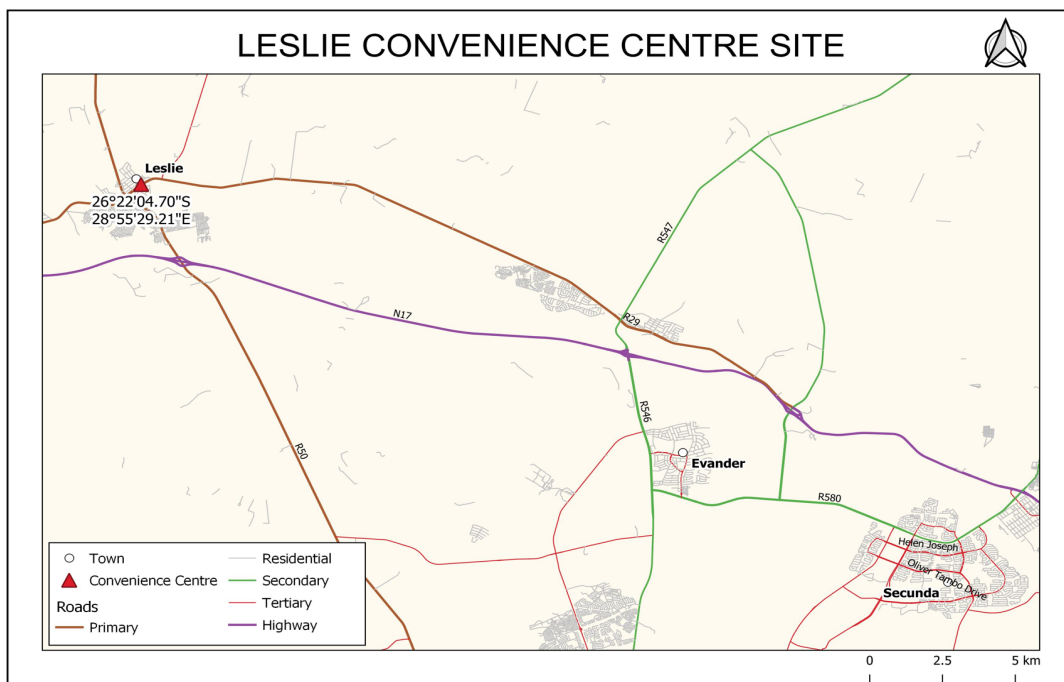 LESLIE CONVENIENCE CENTRE SITE
Leslie
26°22'04.70"S
28°55'29.21"E
R547
R29
N17
R546
R50
Evander
R580
Helen Joseph
Oliver Tambo Drive
Secunda
Town
Convenience Centre
Roads
Primary
Residential
Secondary
Tertiary
Highway
0 2.5 5 km